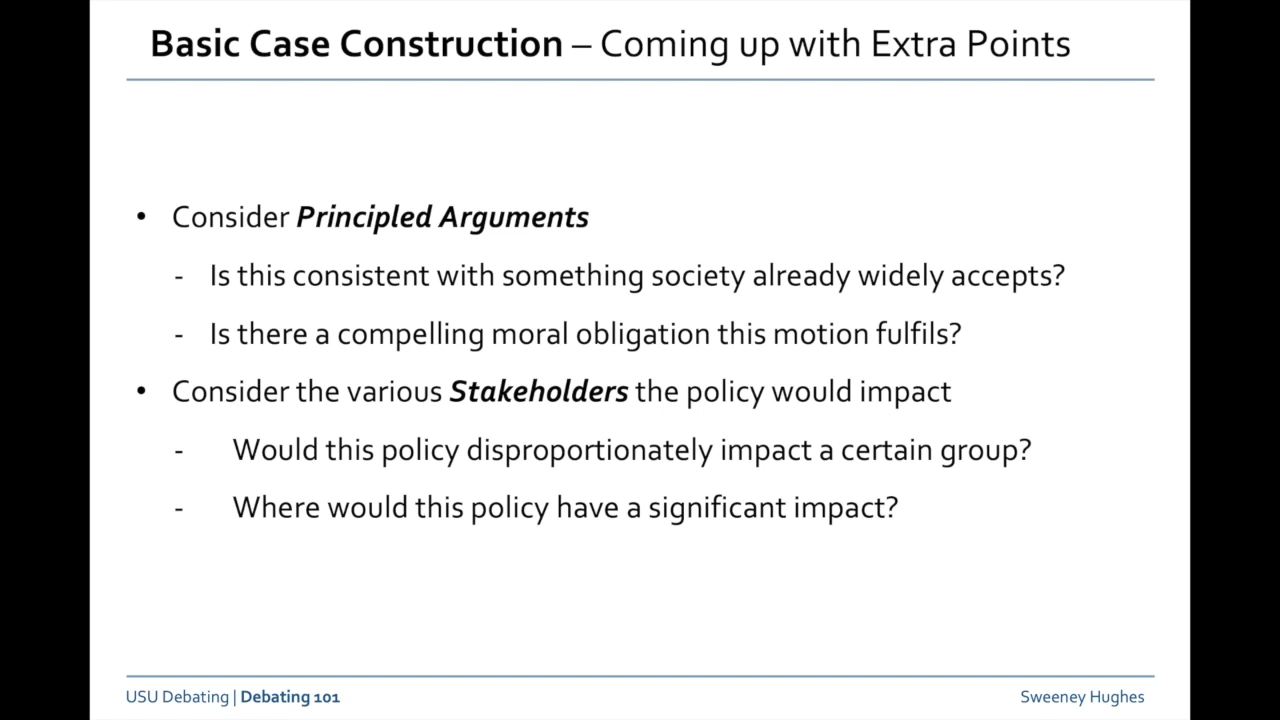 Basic Case Construction – Coming up with Extra Points
• Consider Principled Arguments
- Is this consistent with something society already widely accepts?
- Is there a compelling moral obligation this motion fulfils?
• Consider the various Stakeholders the policy would impact
- Would this policy disproportionately impact a certain group?
- Where would this policy have a significant impact?
USU Debating | Debating 101
Sweeney Hughes